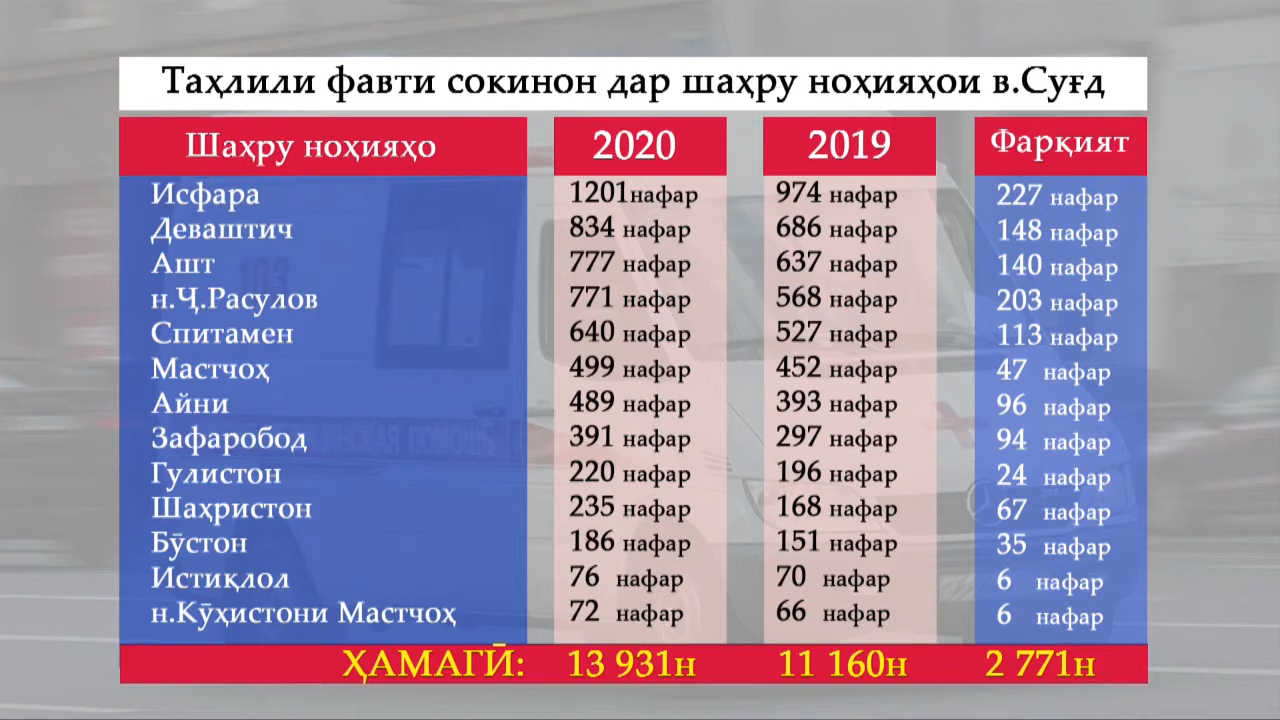 Таҳлили фавти сокинон дар шаҳру ноҳияҳои в.Суғд
Шаҳру ноҳияҳо 2020 2019 Фарқият
Исфара 1201нафар 974 нафар 227 нафар
Деваштич 834 нафар 686 нафар 148 нафар
Ашт 777 нафар 637 нафар 140 нафар
н.Ҷ.Расулов 771 нафар 568 нафар 203 нафар
Спитамен 640 нафар 527 нафар 113 нафар
Мастчоҳ 499 нафар 452 нафар 47 нафар
Айни 489 нафар 393 нафар 96 нафар
Зафаробод 391 нафар 297 нафар 94 нафар
Гулистон 220 нафар 196 нафар 24 нафар
Шаҳристон 235 нафар 168 нафар 67 нафар
Бӯстон 186 нафар 151 нафар 35 нафар
Истиқлол 76 нафар 70 нафар 6 нафар
н.Кӯҳистони Мастчоҳ 72 нафар 66 нафар 6 нафар
ҲАМАГӢ: 13 931н 11 160н 2 771н
103